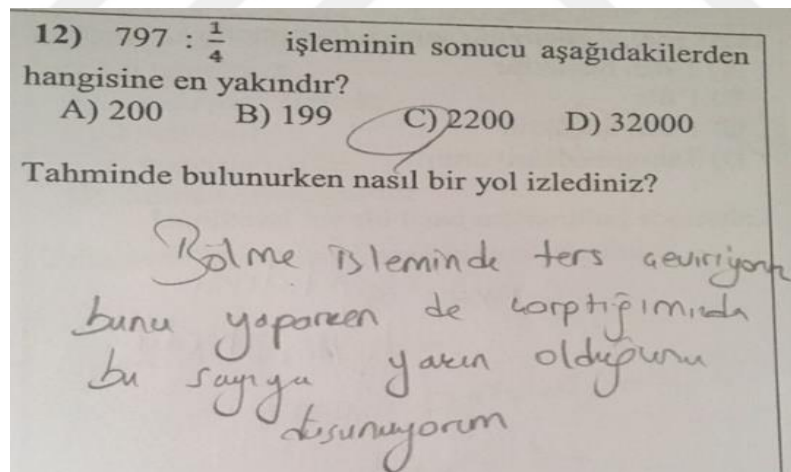 12) 797 : 1/4 işleminin sonucu aşağıdakilerden
hangisine en yakındır?
A) 200 B) 199 C) 2200 D) 32000
Tahminde bulunurken nasıl bir yol izlediniz?
Bölme işleminde ters çeviriyoruz
bunu yaparken de çarptığımızda
bu sayıya yakın olduğunu
düşünüyorum